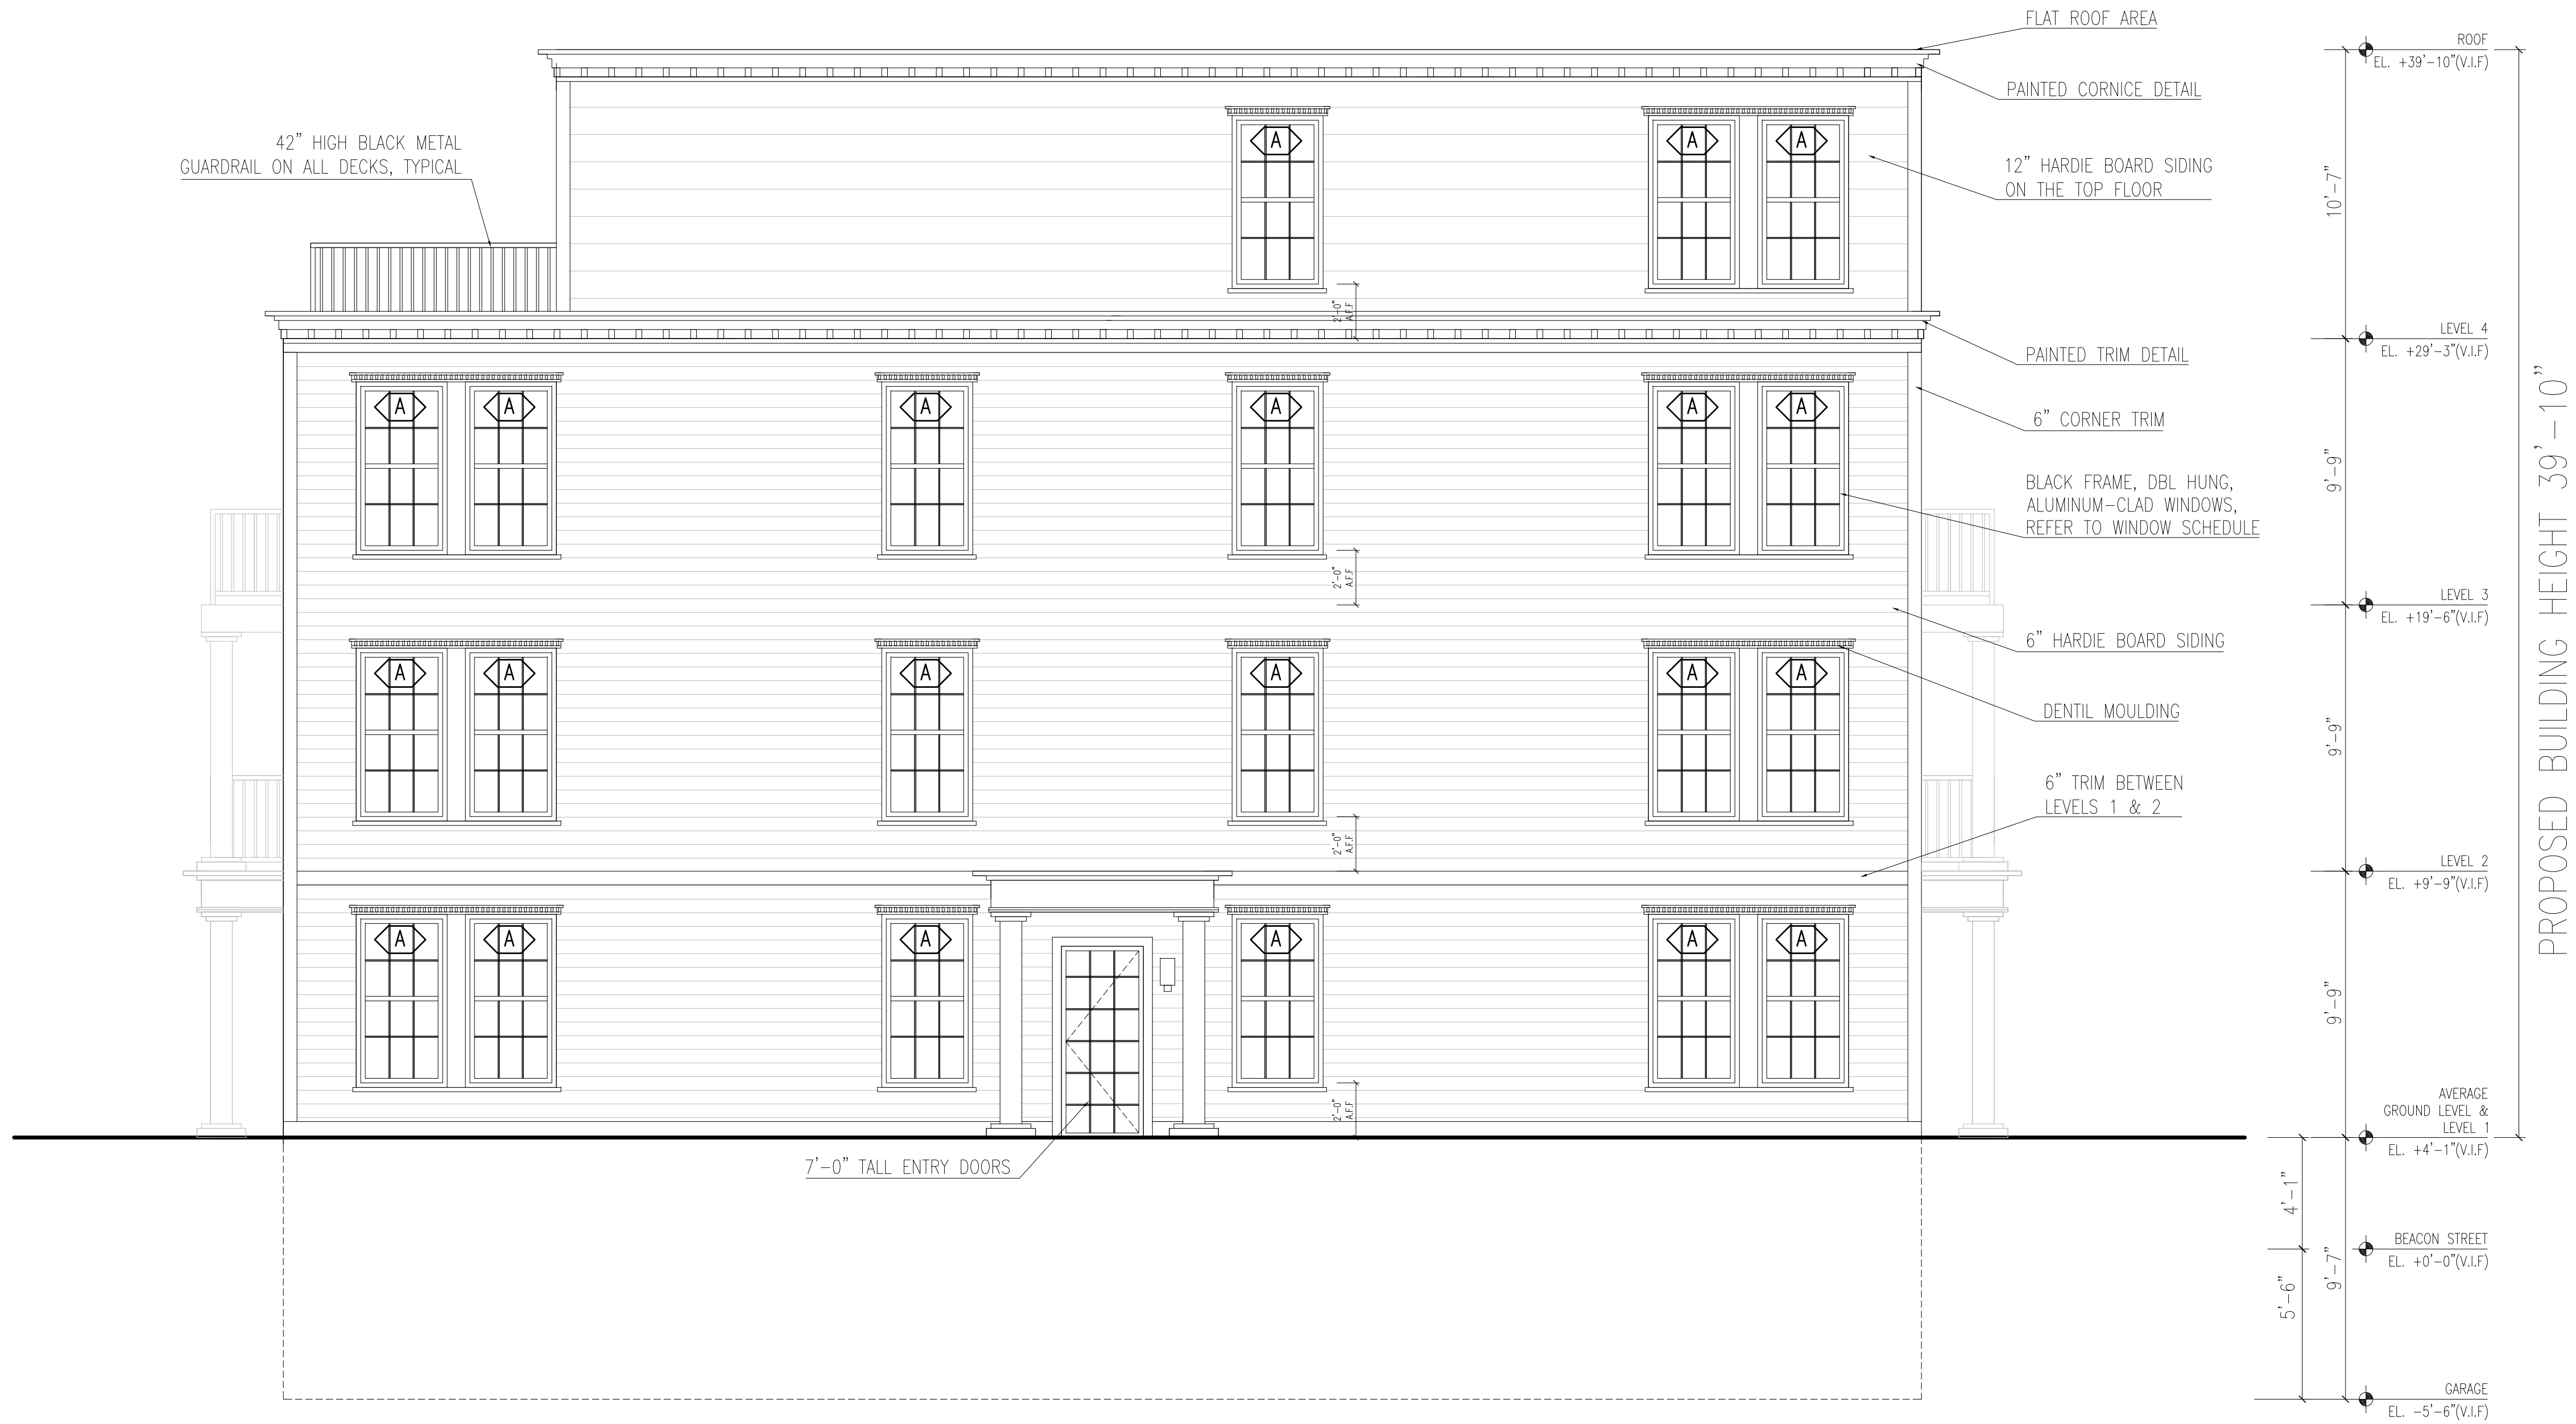 FLAT ROOF AREA
ROOF
EL. +39'-10"(V.I.F)
PAINTED CORNICE DETAIL
42" HIGH BLACK METAL
GUARDRAIL ON ALL DECKS, TYPICAL
A
A
A
12" HARDIE BOARD SIDING
ON THE TOP FLOOR
10'-7"
2'-0"
A.F.F
LEVEL 4
EL. +29'-3"(V.I.F)
PAINTED TRIM DETAIL
A
A
A
A
A
A
6" CORNER TRIM
9'-9"
BLACK FRAME, DBL HUNG,
ALUMINUM-CLAD WINDOWS,
REFER TO WINDOW SCHEDULE
2'-0"
A.F.F
LEVEL 3
EL. +19'-6"(V.I.F)
6" HARDIE BOARD SIDING
A
A
A
A
A
A
DENTIL MOULDING
9'-9"
6" TRIM BETWEEN
LEVELS 1 & 2
2'-0"
A.F.F
LEVEL 2
EL. +9'-9"(V.I.F)
PROPOSED BUILDING HEIGHT 39'-10"
A
A
A
A
A
A
9'-9"
2'-0"
A.F.F
AVERAGE
GROUND LEVEL &
LEVEL 1
EL. +4'-1"(V.I.F)
7'-0" TALL ENTRY DOORS
4'-1"
BEACON STREET
EL. +0'-0"(V.I.F)
5'-6"
9'-7"
GARAGE
EL. -5'-6"(V.I.F)